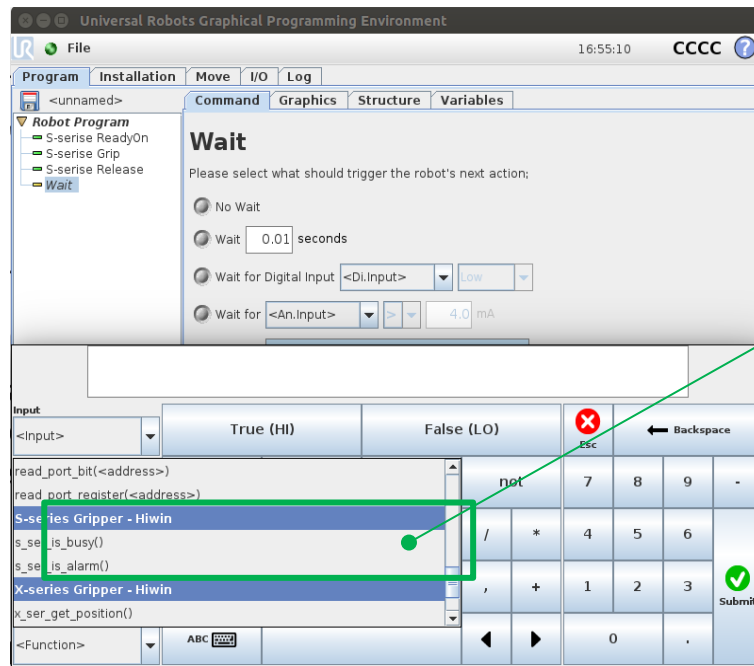 Universal Robots Graphical Programming Environment
File
16:55:10
CCCC
?
Program Installation Move I/O Log
<unnamed>
Command Graphics Structure Variables
Robot Program
S-serise ReadyOn
S-serise Grip
S-serise Release
Wait
Wait
Please select what should trigger the robot's next action;
No Wait
Wait 0.01 seconds
Wait for Digital Input <Di.Input> Low
Wait for <An.Input> > 4.0 mA
Input
<Input>
True (HI)
False (LO)
Esc
Backspace
read_port_bit(<address>)
read_port_register(<address>)
S-series Gripper - Hiwin
s_ser_is_busy()
s_ser_is_alarm()
X-series Gripper - Hiwin
x_ser_get_position()
<Function>
ABC
not 7 8 9 -
/ * 4 5 6
, + 1 2 3
Submit
0 .